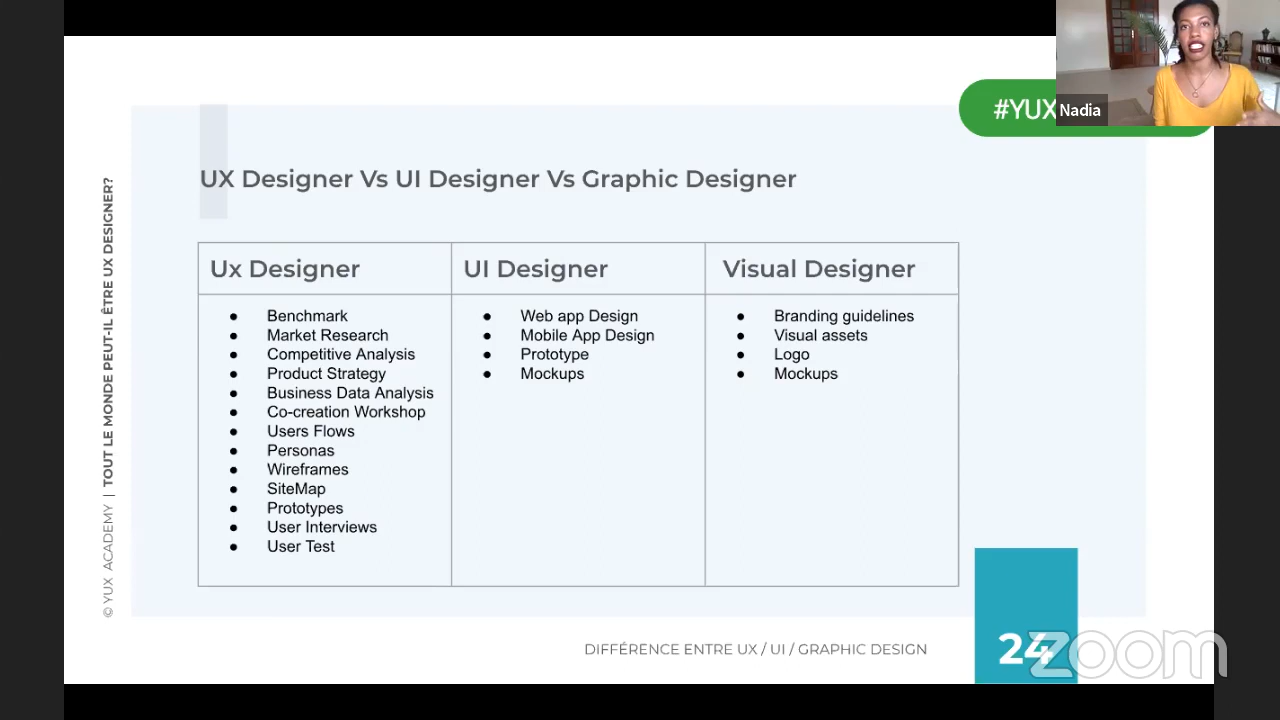 #YUX
Nadia
UX Designer Vs UI Designer Vs Graphic Designer
Ux Designer
Benchmark
Market Research
Competitive Analysis
Product Strategy
Business Data Analysis
Co-creation Workshop
Users Flows
Personas
Wireframes
SiteMap
Prototypes
User Interviews
User Test
UI Designer
Web app Design
Mobile App Design
Prototype
Mockups
Visual Designer
Branding guidelines
Visual assets
Logo
Mockups
© YUX ACADEMY | TOUT LE MONDE PEUT-IL ÊTRE UX DESIGNER?
DIFFÉRENCE ENTRE UX / UI / GRAPHIC DESIGN
24
zoom